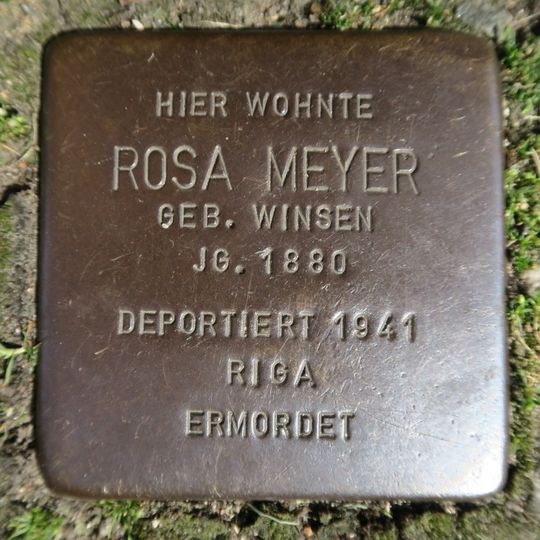 HIER WOHNTE
ROSA MEYER
GEB. WINSEN
JG. 1880
DEPORTIERT 1941
RIGA
ERMORDET